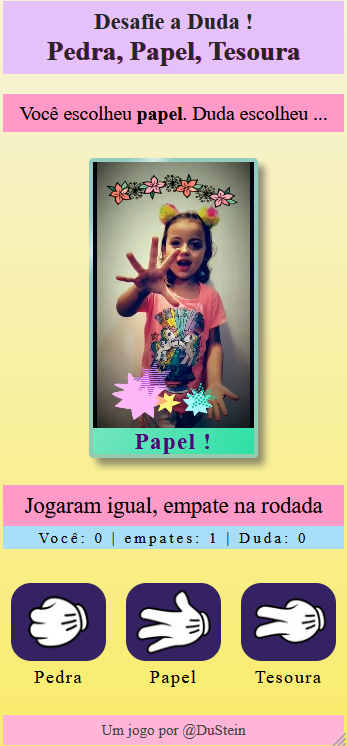 Desafie a Duda !
Pedra, Papel, Tesoura
Você escolheu papel. Duda escolheu ...
Papel !
Jogaram igual, empate na rodada
Você: 0 | empates: 1 | Duda: 0
Pedra Papel Tesoura
Um jogo por @DuStein